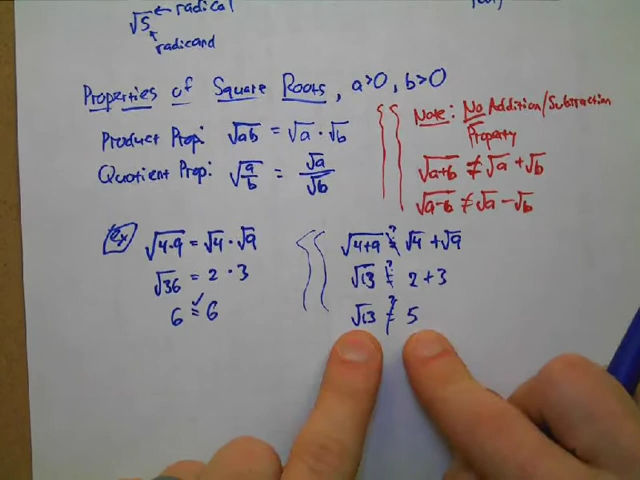 √5 ← radical
radicand
Properties of Square Roots, a>0, b>0
Product Prop: √ab = √a · √b
Quotient Prop: √a/b = √a/√b
Note: No Addition/Subtraction
Property
√a+b ≠ √a + √b
√a-b ≠ √a - √b
Ex √4·9 = √4 · √9
√36 = 2 · 3
6 = 6 ✓
√4+9 ≟ √4 + √9
√13 ≟ 2+3
√13 ≟ 5